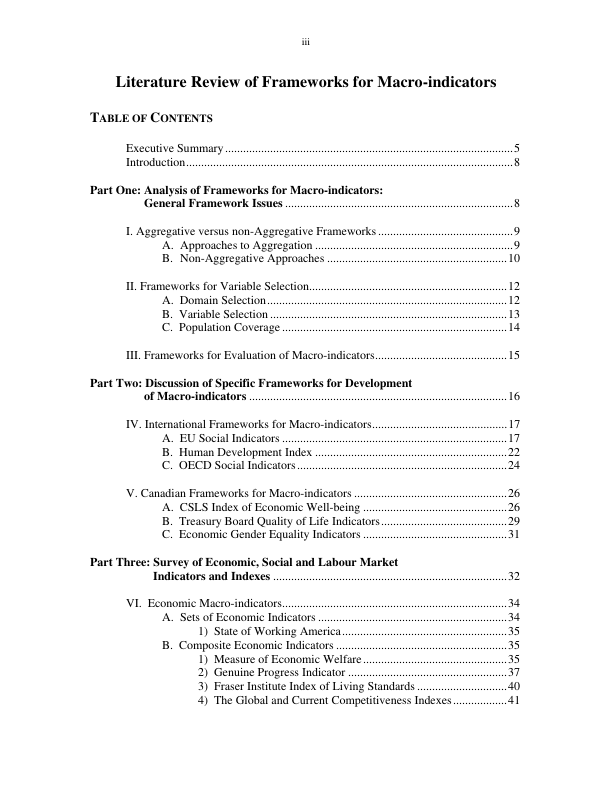 iii
Literature Review of Frameworks for Macro-indicators
TABLE OF CONTENTS
Executive Summary ................................................................................................5
Introduction.............................................................................................................8
Part One: Analysis of Frameworks for Macro-indicators:
General Framework Issues ..........................................................................8
I. Aggregative versus non-Aggregative Frameworks ...........................................9
A. Approaches to Aggregation ................................................................9
B. Non-Aggregative Approaches ............................................................10
II. Frameworks for Variable Selection..................................................................12
A. Domain Selection................................................................................12
B. Variable Selection ...............................................................................13
C. Population Coverage ...........................................................................14
III. Frameworks for Evaluation of Macro-indicators............................................15
Part Two: Discussion of Specific Frameworks for Development
of Macro-indicators ......................................................................................16
IV. International Frameworks for Macro-indicators.............................................17
A. EU Social Indicators ...........................................................................17
B. Human Development Index ................................................................22
C. OECD Social Indicators......................................................................24
V. Canadian Frameworks for Macro-indicators ...................................................26
A. CSLS Index of Economic Well-being .................................................26
B. Treasury Board Quality of Life Indicators..........................................29
C. Economic Gender Equality Indicators ................................................31
Part Three: Survey of Economic, Social and Labour Market
Indicators and Indexes ..............................................................................32
VI. Economic Macro-indicators...........................................................................34
A. Sets of Economic Indicators ...............................................................34
1) State of Working America.......................................................35
B. Composite Economic Indicators .........................................................35
1) Measure of Economic Welfare ................................................35
2) Genuine Progress Indicator .....................................................37
3) Fraser Institute Index of Living Standards ..............................40
4) The Global and Current Competitiveness Indexes..................41